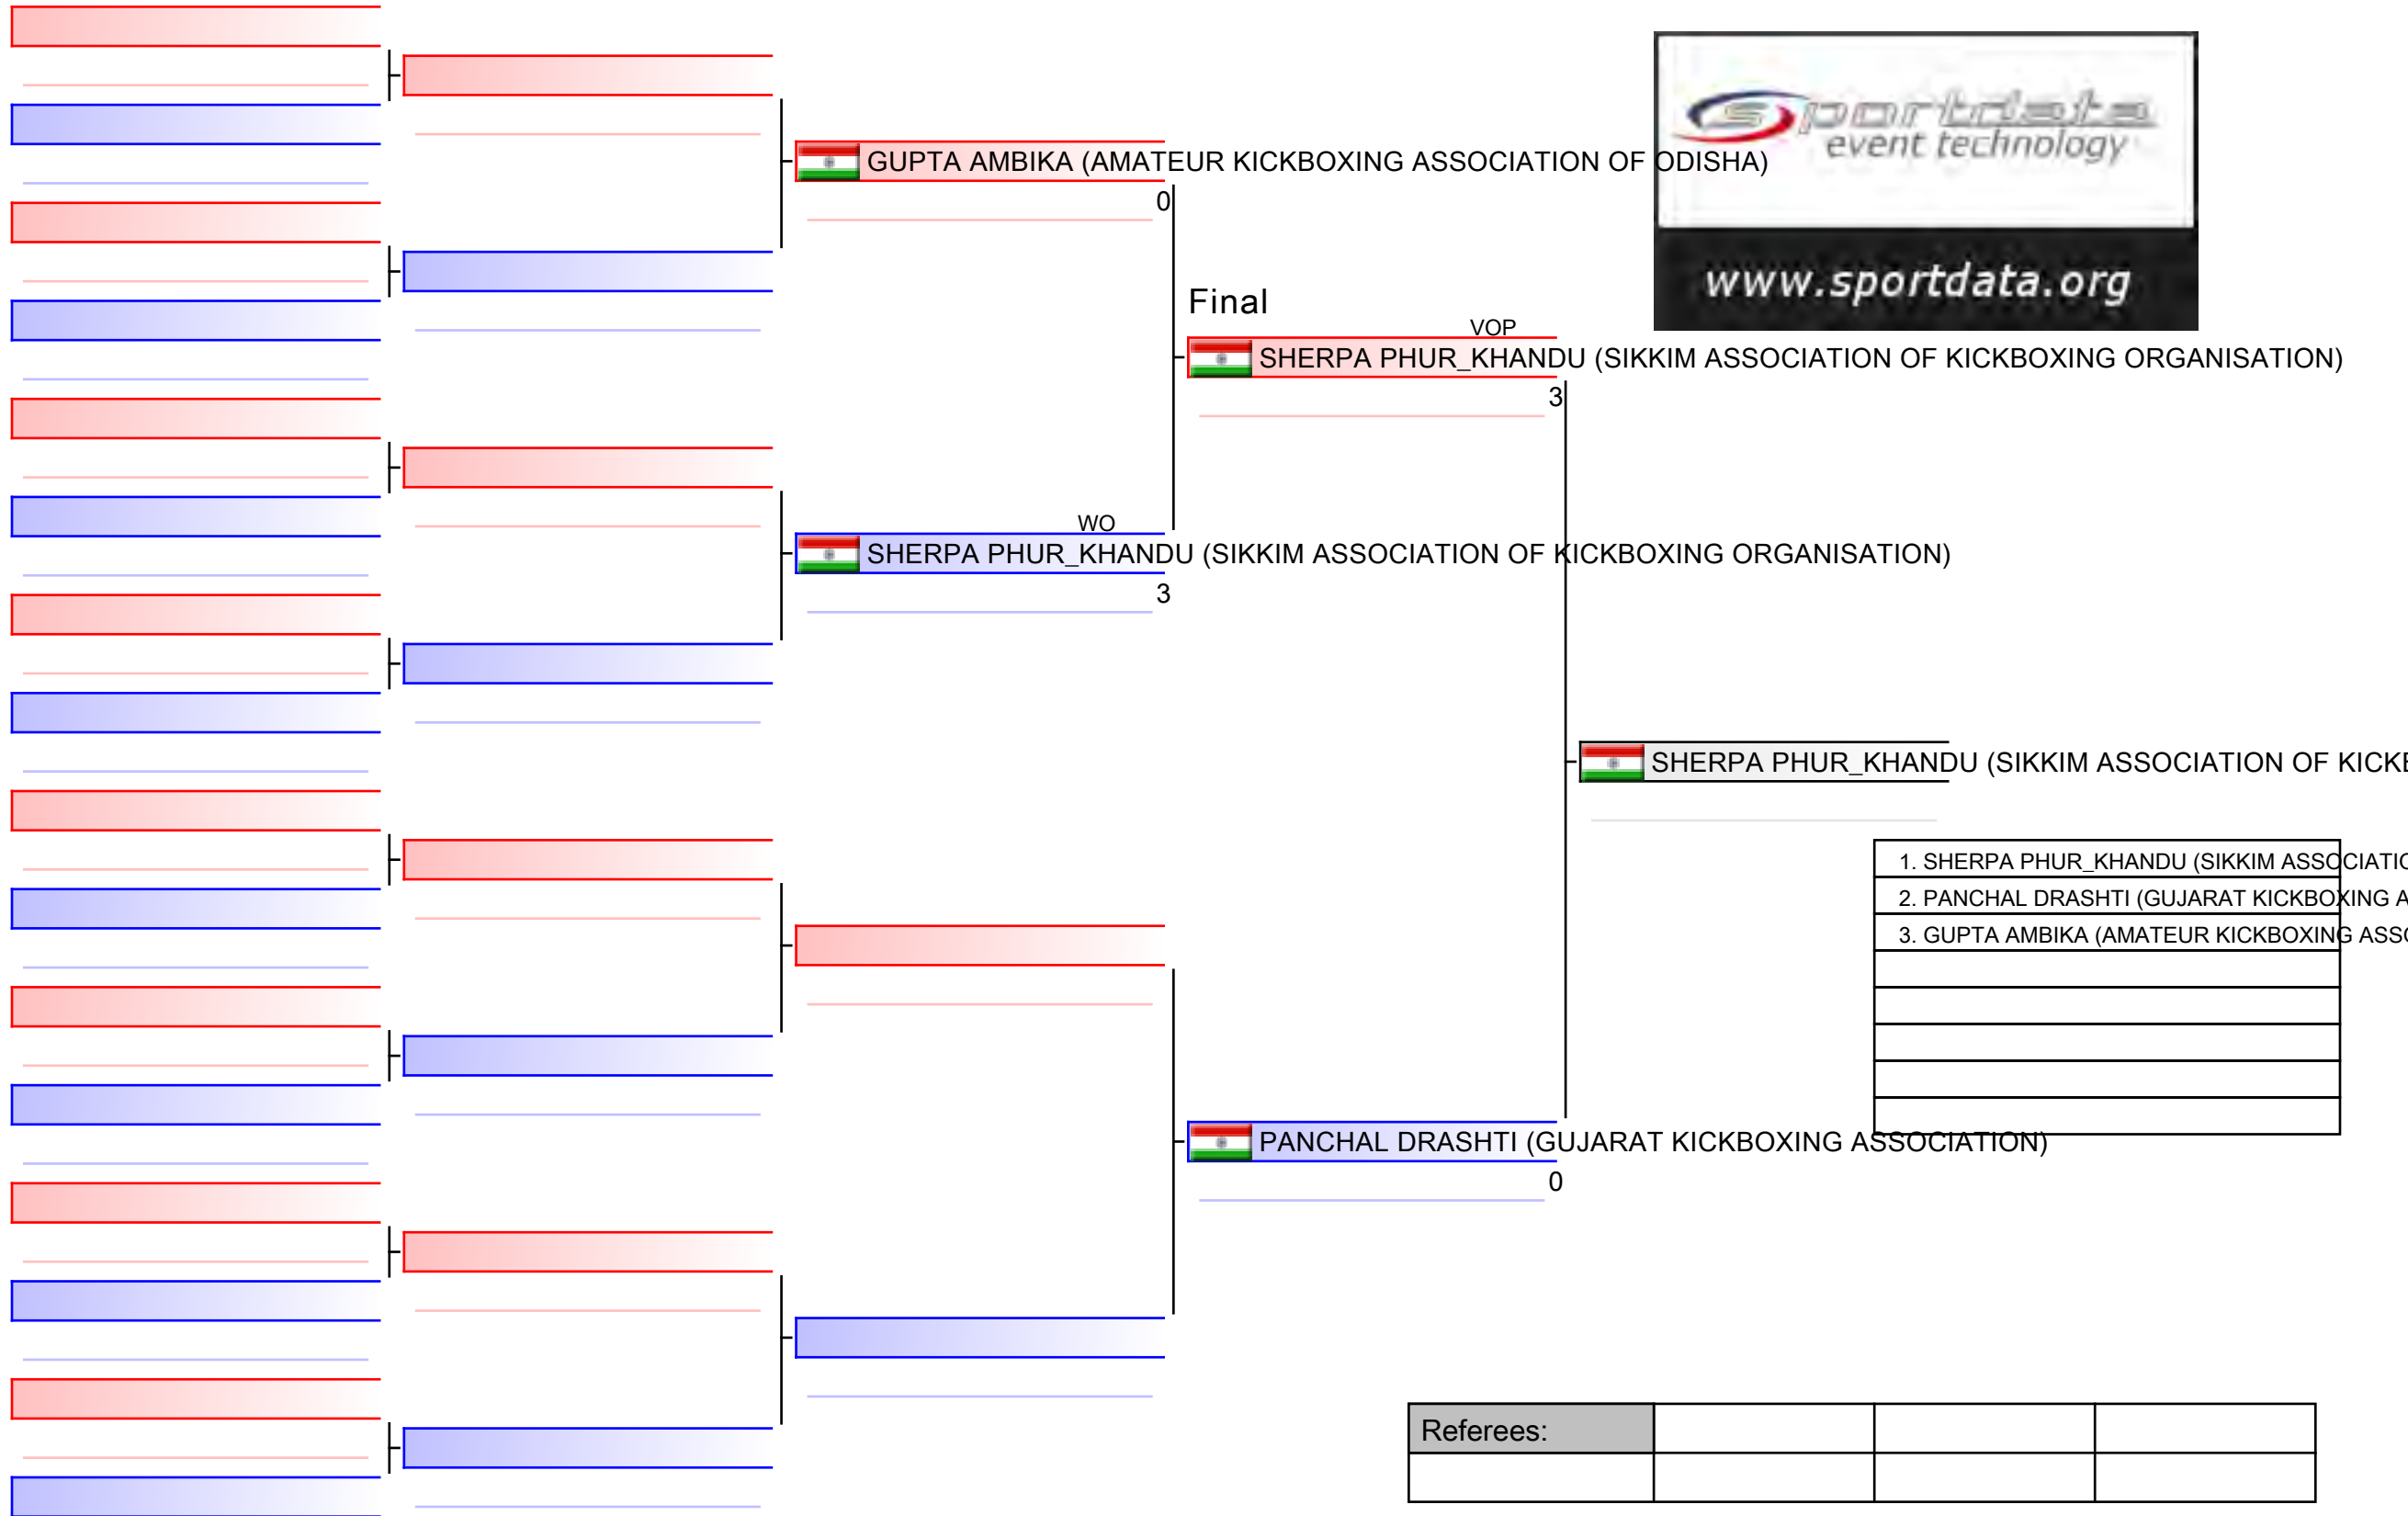 sportdata
event technology
www.sportdata.org
GUPTA AMBIKA (AMATEUR KICKBOXING ASSOCIATION OF ODISHA)
0
Final
VOP
SHERPA PHUR_KHANDU (SIKKIM ASSOCIATION OF KICKBOXING ORGANISATION)
3
WO
SHERPA PHUR_KHANDU (SIKKIM ASSOCIATION OF KICKBOXING ORGANISATION)
3
SHERPA PHUR_KHANDU (SIKKIM ASSOCIATION OF KICKB
1. SHERPA PHUR_KHANDU (SIKKIM ASSOCIATIO
2. PANCHAL DRASHTI (GUJARAT KICKBOXING A
3. GUPTA AMBIKA (AMATEUR KICKBOXING ASSO
PANCHAL DRASHTI (GUJARAT KICKBOXING ASSOCIATION)
0
Referees: